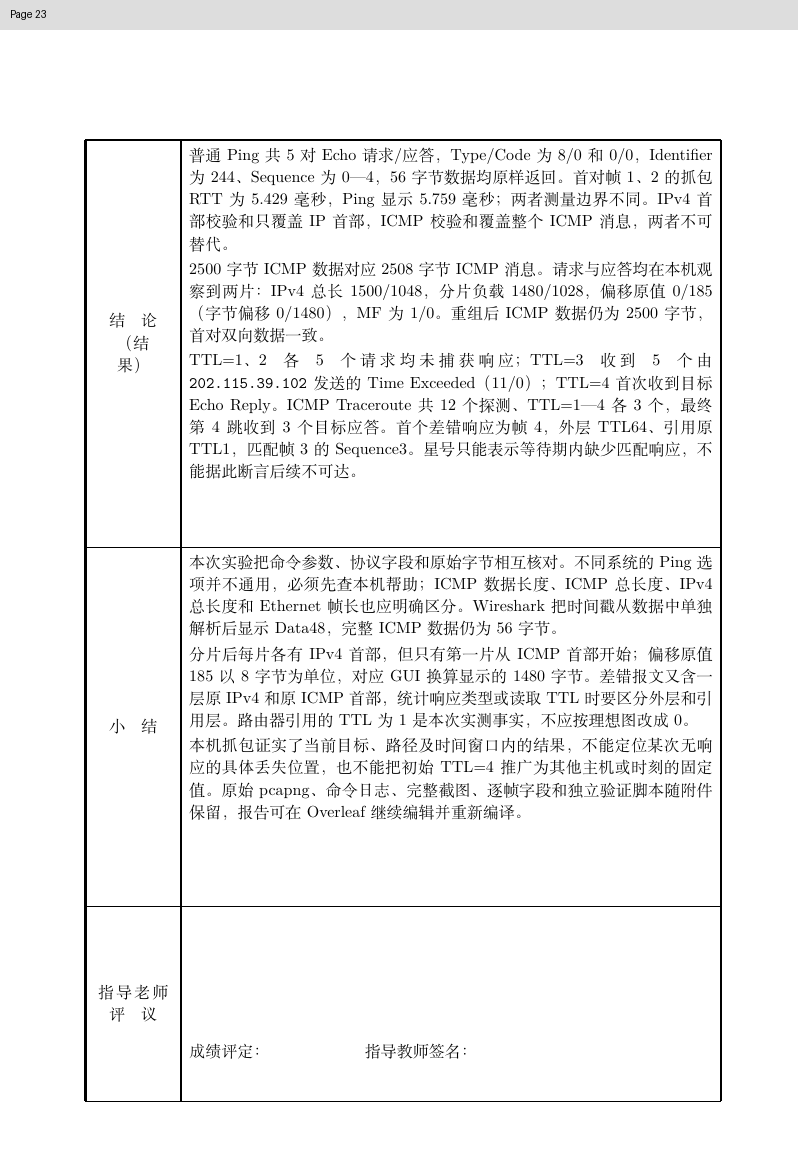 Page 23
普通 Ping 共 5 对 Echo 请求/应答，Type/Code 为 8/0 和 0/0，Identifier
为 244、Sequence 为 0—4，56 字节数据均原样返回。首对帧 1、2 的抓包
RTT 为 5.429 毫秒，Ping 显示 5.759 毫秒；两者测量边界不同。IPv4 首
部校验和只覆盖 IP 首部，ICMP 校验和覆盖整个 ICMP 消息，两者不可
替代。
2500 字节 ICMP 数据对应 2508 字节 ICMP 消息。请求与应答均在本机观
察到两片：IPv4 总长 1500/1048，分片负载 1480/1028，偏移原值 0/185
（字节偏移 0/1480），MF 为 1/0。重组后 ICMP 数据仍为 2500 字节，
首对双向数据一致。
结 论
（结
果）
TTL=1、2 各 5 个请求均未捕获响应；TTL=3 收到 5 个由
202.115.39.102 发送的 Time Exceeded（11/0）；TTL=4 首次收到目标
Echo Reply。ICMP Traceroute 共 12 个探测、TTL=1—4 各 3 个，最终
第 4 跳收到 3 个目标应答。首个差错响应为帧 4，外层 TTL64、引用原
TTL1，匹配帧 3 的 Sequence3。星号只能表示等待期内缺少匹配响应，不
能据此断言后续不可达。
本次实验把命令参数、协议字段和原始字节相互核对。不同系统的 Ping 选
项并不通用，必须先查本机帮助；ICMP 数据长度、ICMP 总长度、IPv4
总长度和 Ethernet 帧长也应明确区分。Wireshark 把时间戳从数据中单独
解析后显示 Data48，完整 ICMP 数据仍为 56 字节。
分片后每片各有 IPv4 首部，但只有第一片从 ICMP 首部开始；偏移原值
185 以 8 字节为单位，对应 GUI 换算显示的 1480 字节。差错报文又含一
层原 IPv4 和原 ICMP 首部，统计响应类型或读取 TTL 时要区分外层和引
用层。路由器引用的 TTL 为 1 是本次实测事实，不应按理想图改成 0。
小 结
本机抓包证实了当前目标、路径及时间窗口内的结果，不能定位某次无响
应的具体丢失位置，也不能把初始 TTL=4 推广为其他主机或时刻的固定
值。原始 pcapng、命令日志、完整截图、逐帧字段和独立验证脚本随附件
保留，报告可在 Overleaf 继续编辑并重新编译。
指导老师
评 议
成绩评定： 指导教师签名：